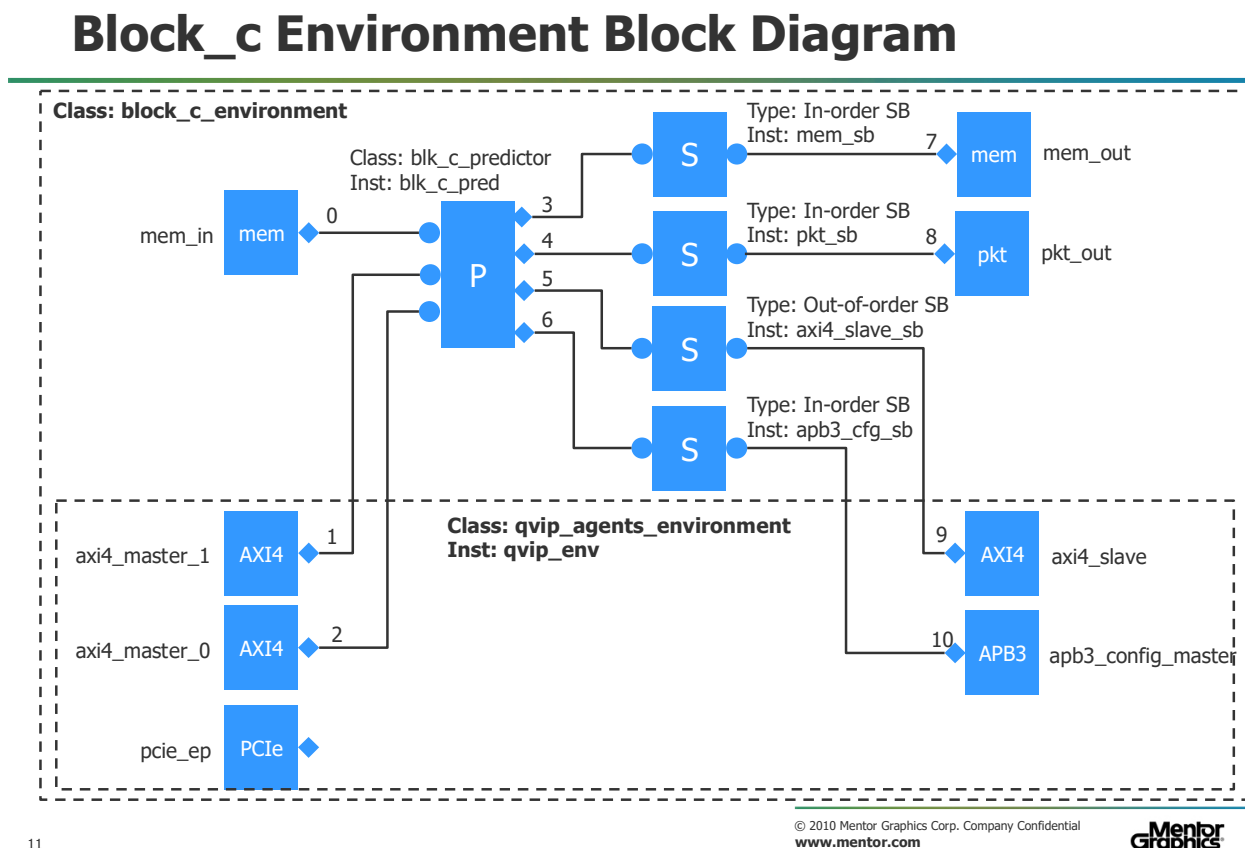 Block_c Environment Block Diagram
Class: block_c_environment
Type: In-order SB
Inst: mem_sb
S
7
mem
mem_out
Class: blk_c_predictor
Inst: blk_c_pred
mem_in
mem
0
P
3
4
5
6
Type: In-order SB
Inst: pkt_sb
S
8
pkt
pkt_out
Type: Out-of-order SB
Inst: axi4_slave_sb
S
Type: In-order SB
Inst: apb3_cfg_sb
S
Class: qvip_agents_environment
Inst: qvip_env
axi4_master_1
AXI4
1
9
AXI4
axi4_slave
axi4_master_0
AXI4
2
10
APB3
apb3_config_master
pcie_ep
PCIe
11
© 2010 Mentor Graphics Corp. Company Confidential
www.mentor.com
Mentor
Graphics